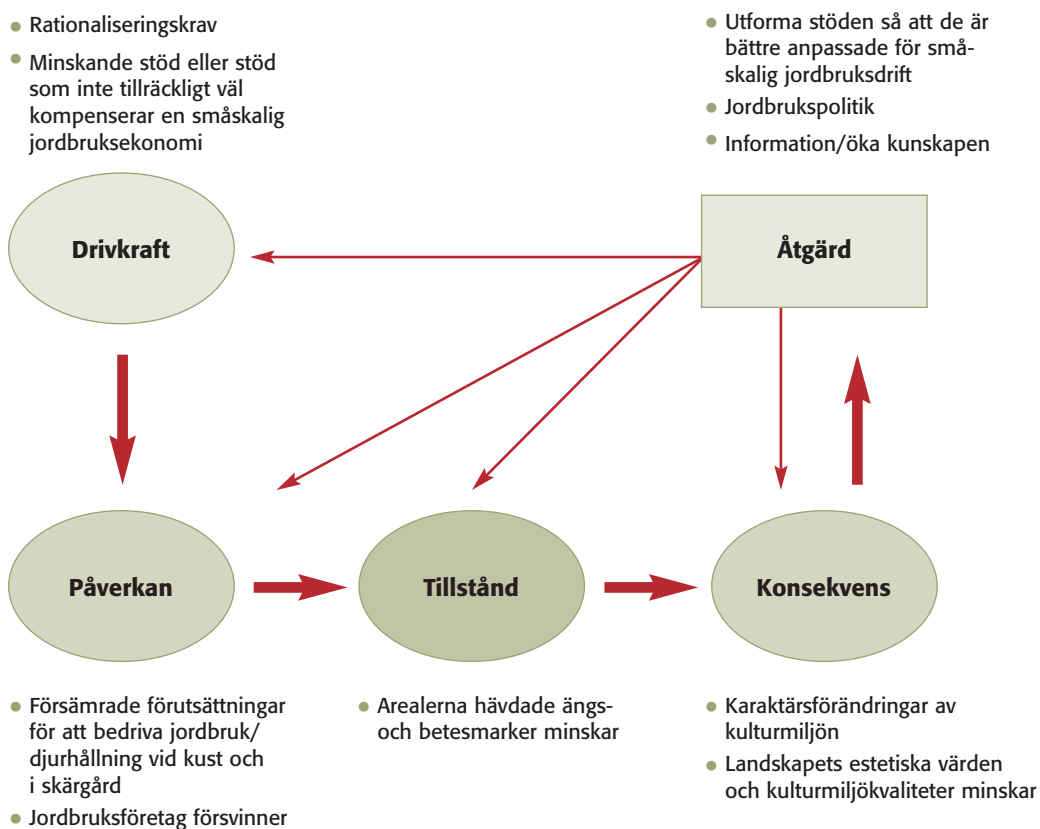 Rationaliseringskrav
Minskande stöd eller stöd
som inte tillräckligt väl
kompenserar en småskalig
jordbruksekonomi
Utforma stöden så att de är
bättre anpassade för små-
skalig jordbruksdrift
Jordbrukspolitik
Information/öka kunskapen
Drivkraft
Åtgärd
Påverkan
Tillstånd
Konsekvens
Försämrade förutsättningar
för att bedriva jordbruk/
djurhållning vid kust och
i skärgård
Jordbruksföretag försvinner
Arealerna hävdade ängs-
och betesmarker minskar
Karaktärsförändringar av
kulturmiljön
Landskapets estetiska värden
och kulturmiljökvaliteter minskar